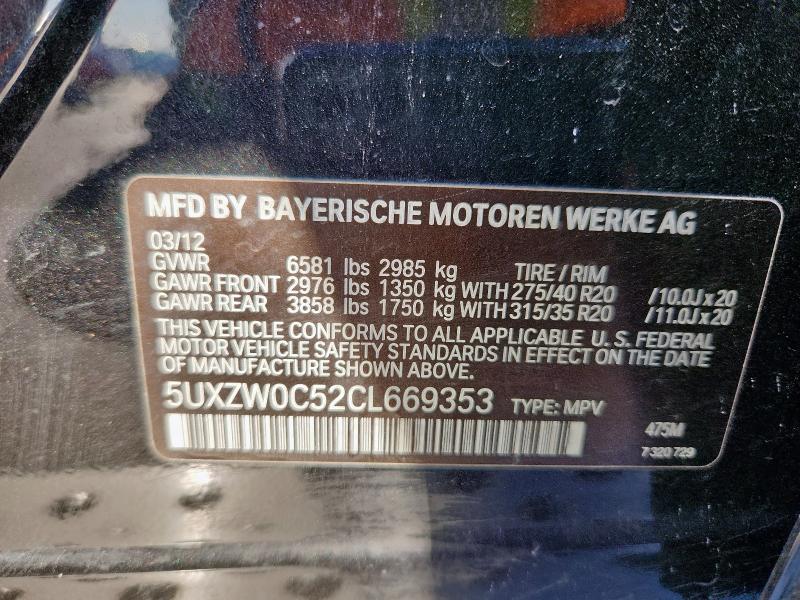 MFD BY BAYERISCHE MOTOREN WERKE AG
03/12
GVWR 6581 lbs 2985 kg TIRE / RIM
GAWR FRONT 2976 lbs 1350 kg WITH 275/40 R20 /10.0J x 20
GAWR REAR 3858 lbs 1750 kg WITH 315/35 R20 /11.0J x 20
THIS VEHICLE CONFORMS TO ALL APPLICABLE U. S. FEDERAL
MOTOR VEHICLE SAFETY STANDARDS IN EFFECT ON THE DATE
OF MANUFACTURE SHOWN ABOVE.
5UXZW0C52CL669353 TYPE: MPV
475M
7 320 729